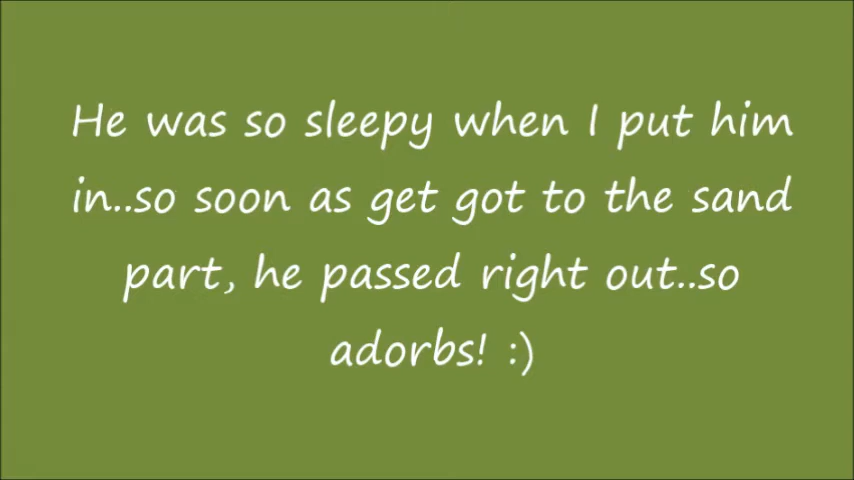 He was so sleepy when I put him
in..so soon as get got to the sand
part, he passed right out..so
adorbs! :)